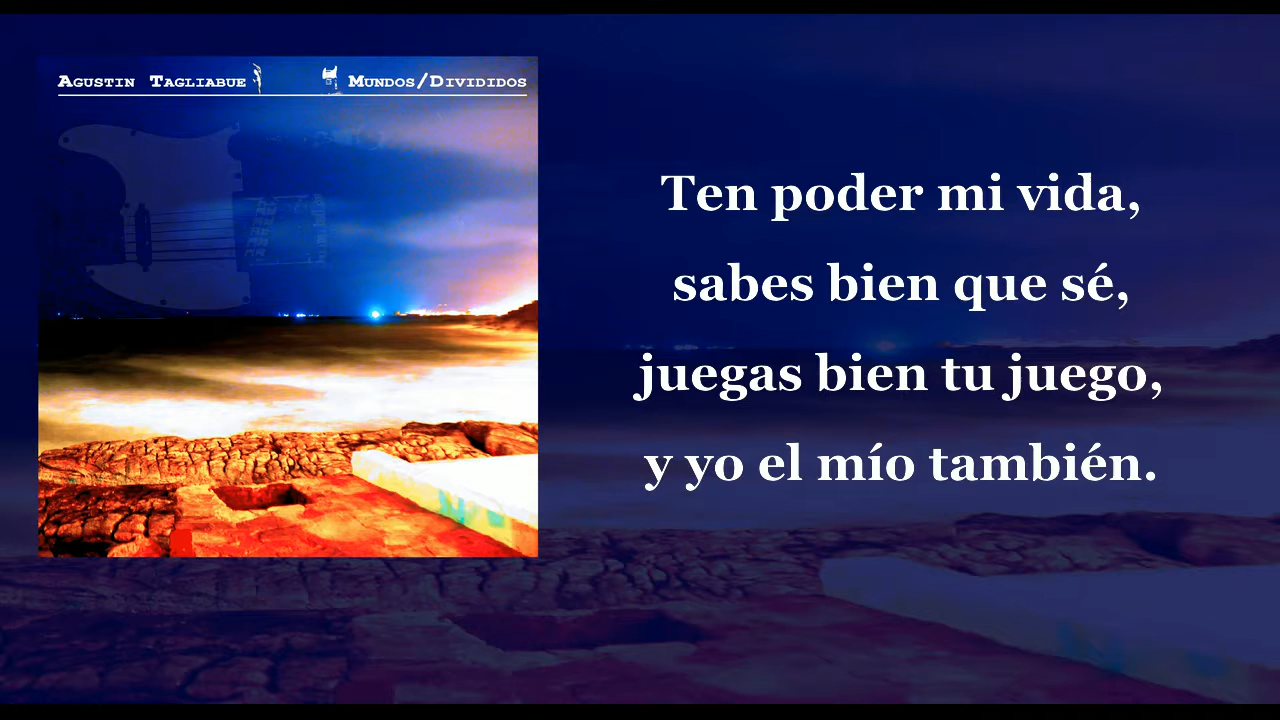 Agustin Tagliabue Mundos/Divididos
Ten poder mi vida,
sabes bien que sé,
juegas bien tu juego,
y yo el mío también.